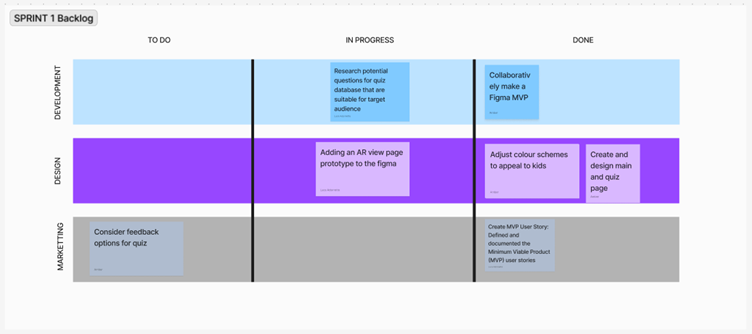 SPRINT 1 Backlog
TO DO
IN PROGRESS
DONE
DEVELOPMENT
Research potential
questions for quiz
database that are
suitable for target
audience
Collaborativ
ely make a
Figma MVP
DESIGN
Adding an AR view page
prototype to the figma
Adjust colour schemes
to appeal to kids
Create and
design main
and quiz
page
MARKETTING
Consider feedback
options for quiz
Create MVP User Story:
Defined and
documented the
Minimum Viable Product
(MVP) user stories